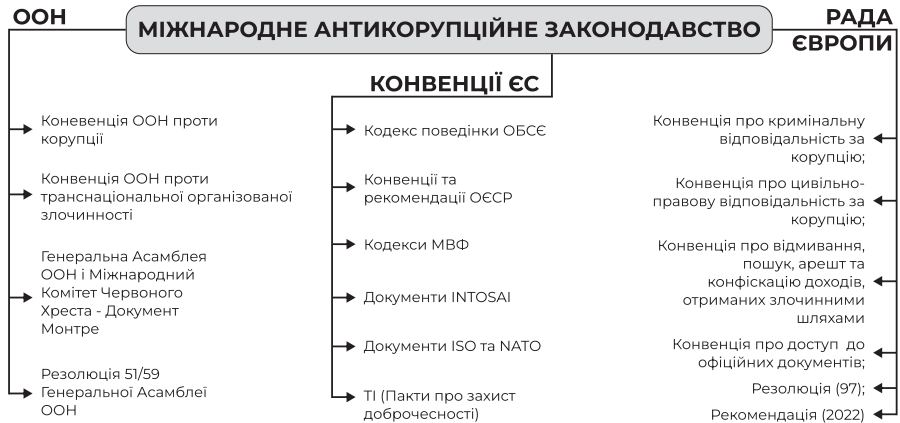 МІЖНАРОДНЕ АНТИКОРУПЦІЙНЕ ЗАКОНОДАВСТВО
ООН
Коневенція ООН проти
корупції
Конвенція ООН проти
транснаціональної організованої
злочинності
Генеральна Асамблея
ООН і Міжнародний
Комітет Червоного
Хреста - Документ
Монтре
Резолюція 51/59
Генеральної Асамблеї
ООН
КОНВЕНЦІЇ ЄС
Кодекс поведінки ОБСЄ
Конвенції та
рекомендації ОЄСР
Кодекси МВФ
Документи INTOSAI
Документи ISO та NATO
TI (Пакти про захист
доброчесності)
РАДА
ЄВРОПИ
Конвенція про кримінальну
відповідальність за
корупцію;
Конвенція про цивільно-
правову відповідальність за
корупцію;
Конвенція про відмивання,
пошук, арешт та
конфіскацію доходів,
отриманих злочинними
шляхами
Конвенція про доступ до
офіційних документів;
Резолюція (97);
Рекомендація (2022)